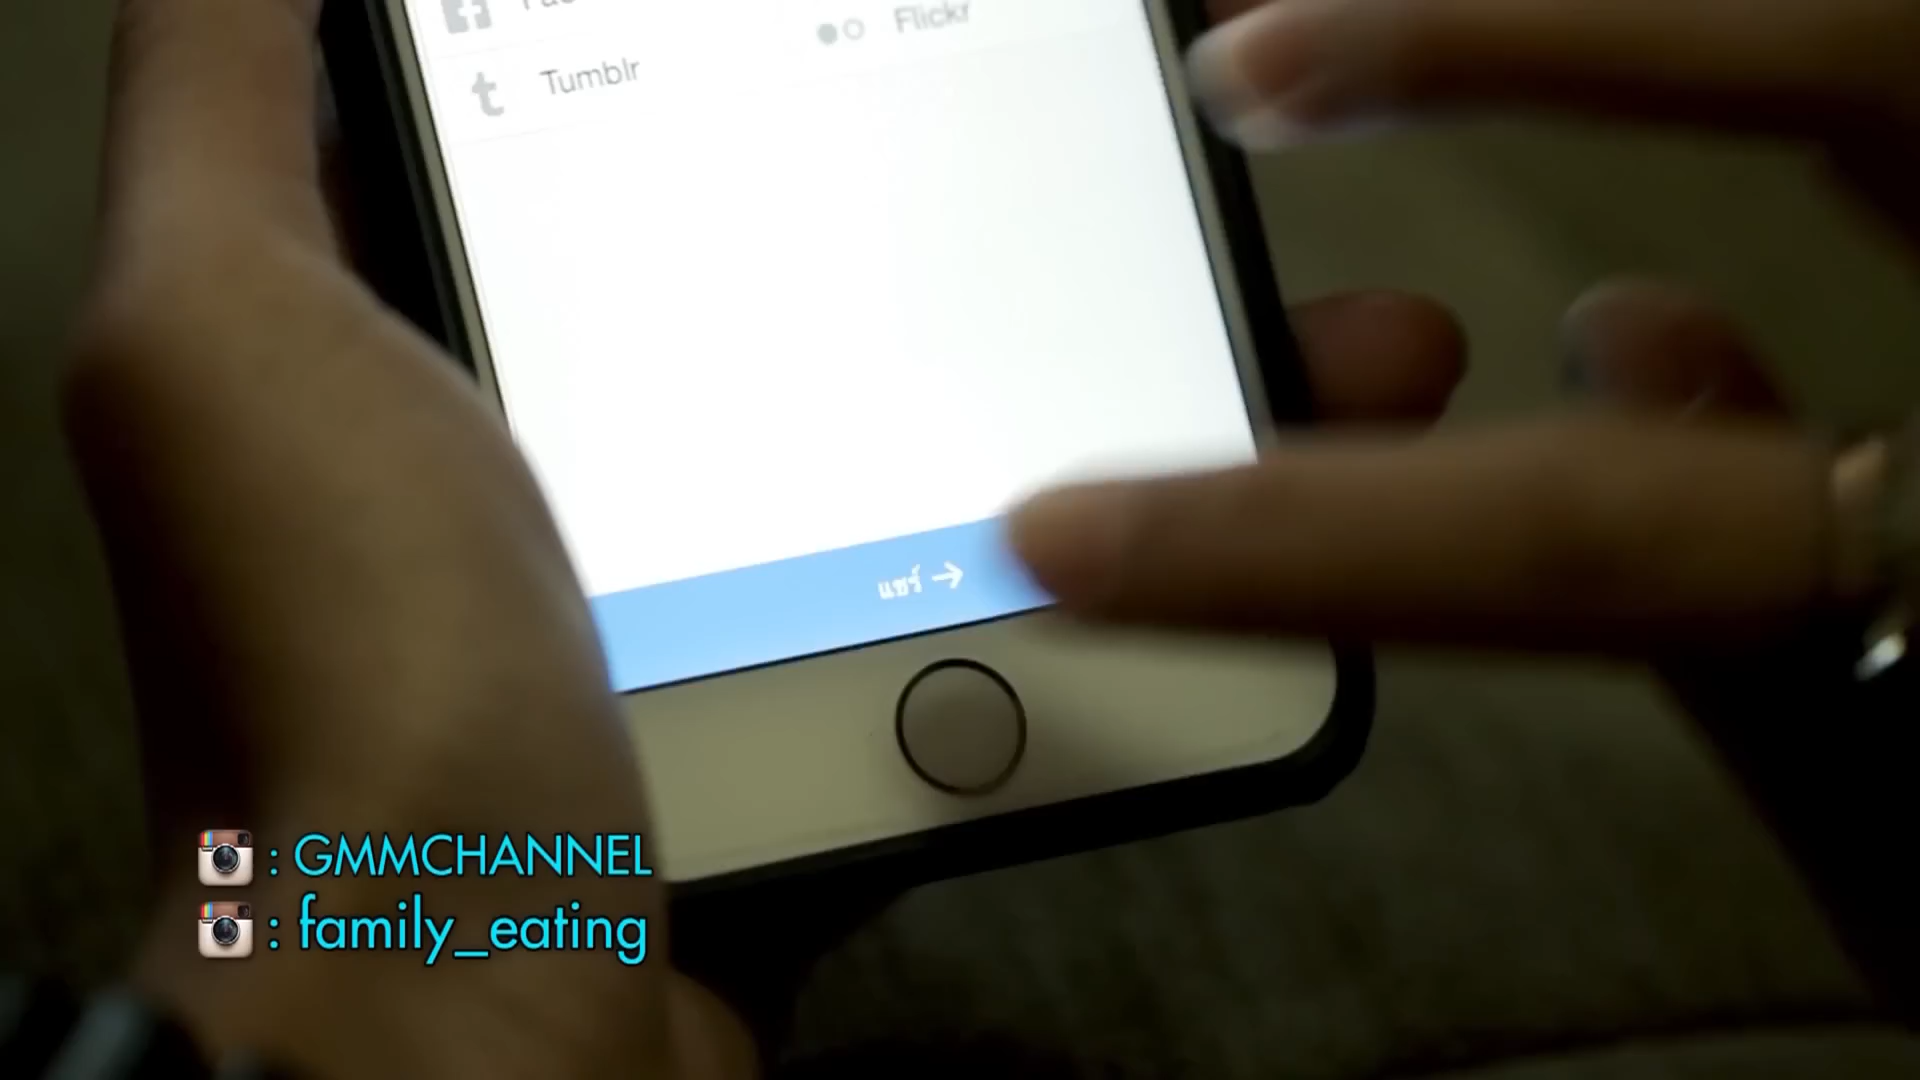 Flickr
Tumblr
แชร์ →
: GMMCHANNEL
: family_eating